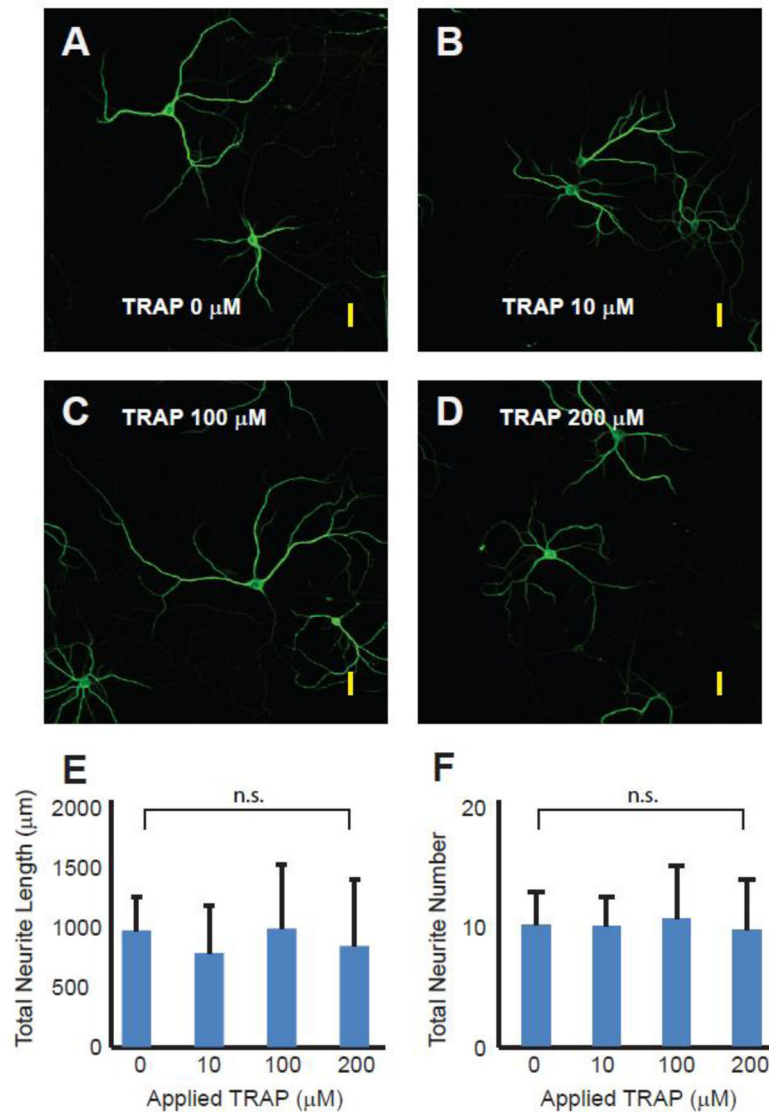 A
TRAP 0 μM
B
TRAP 10 μM
C
TRAP 100 μM
D
TRAP 200 μM
E
Total Neurite Length (μm)
2000
1500
1000
500
0
n.s.
0 10 100 200
Applied TRAP (μM)
F
Total Neurite Number
20
10
0
n.s.
0 10 100 200
Applied TRAP (μM)